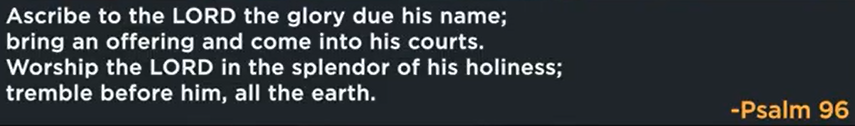 Ascribe to the LORD the glory due his name;
bring an offering and come into his courts.
Worship the LORD in the splendor of his holiness;
tremble before him, all the earth.
-Psalm 96